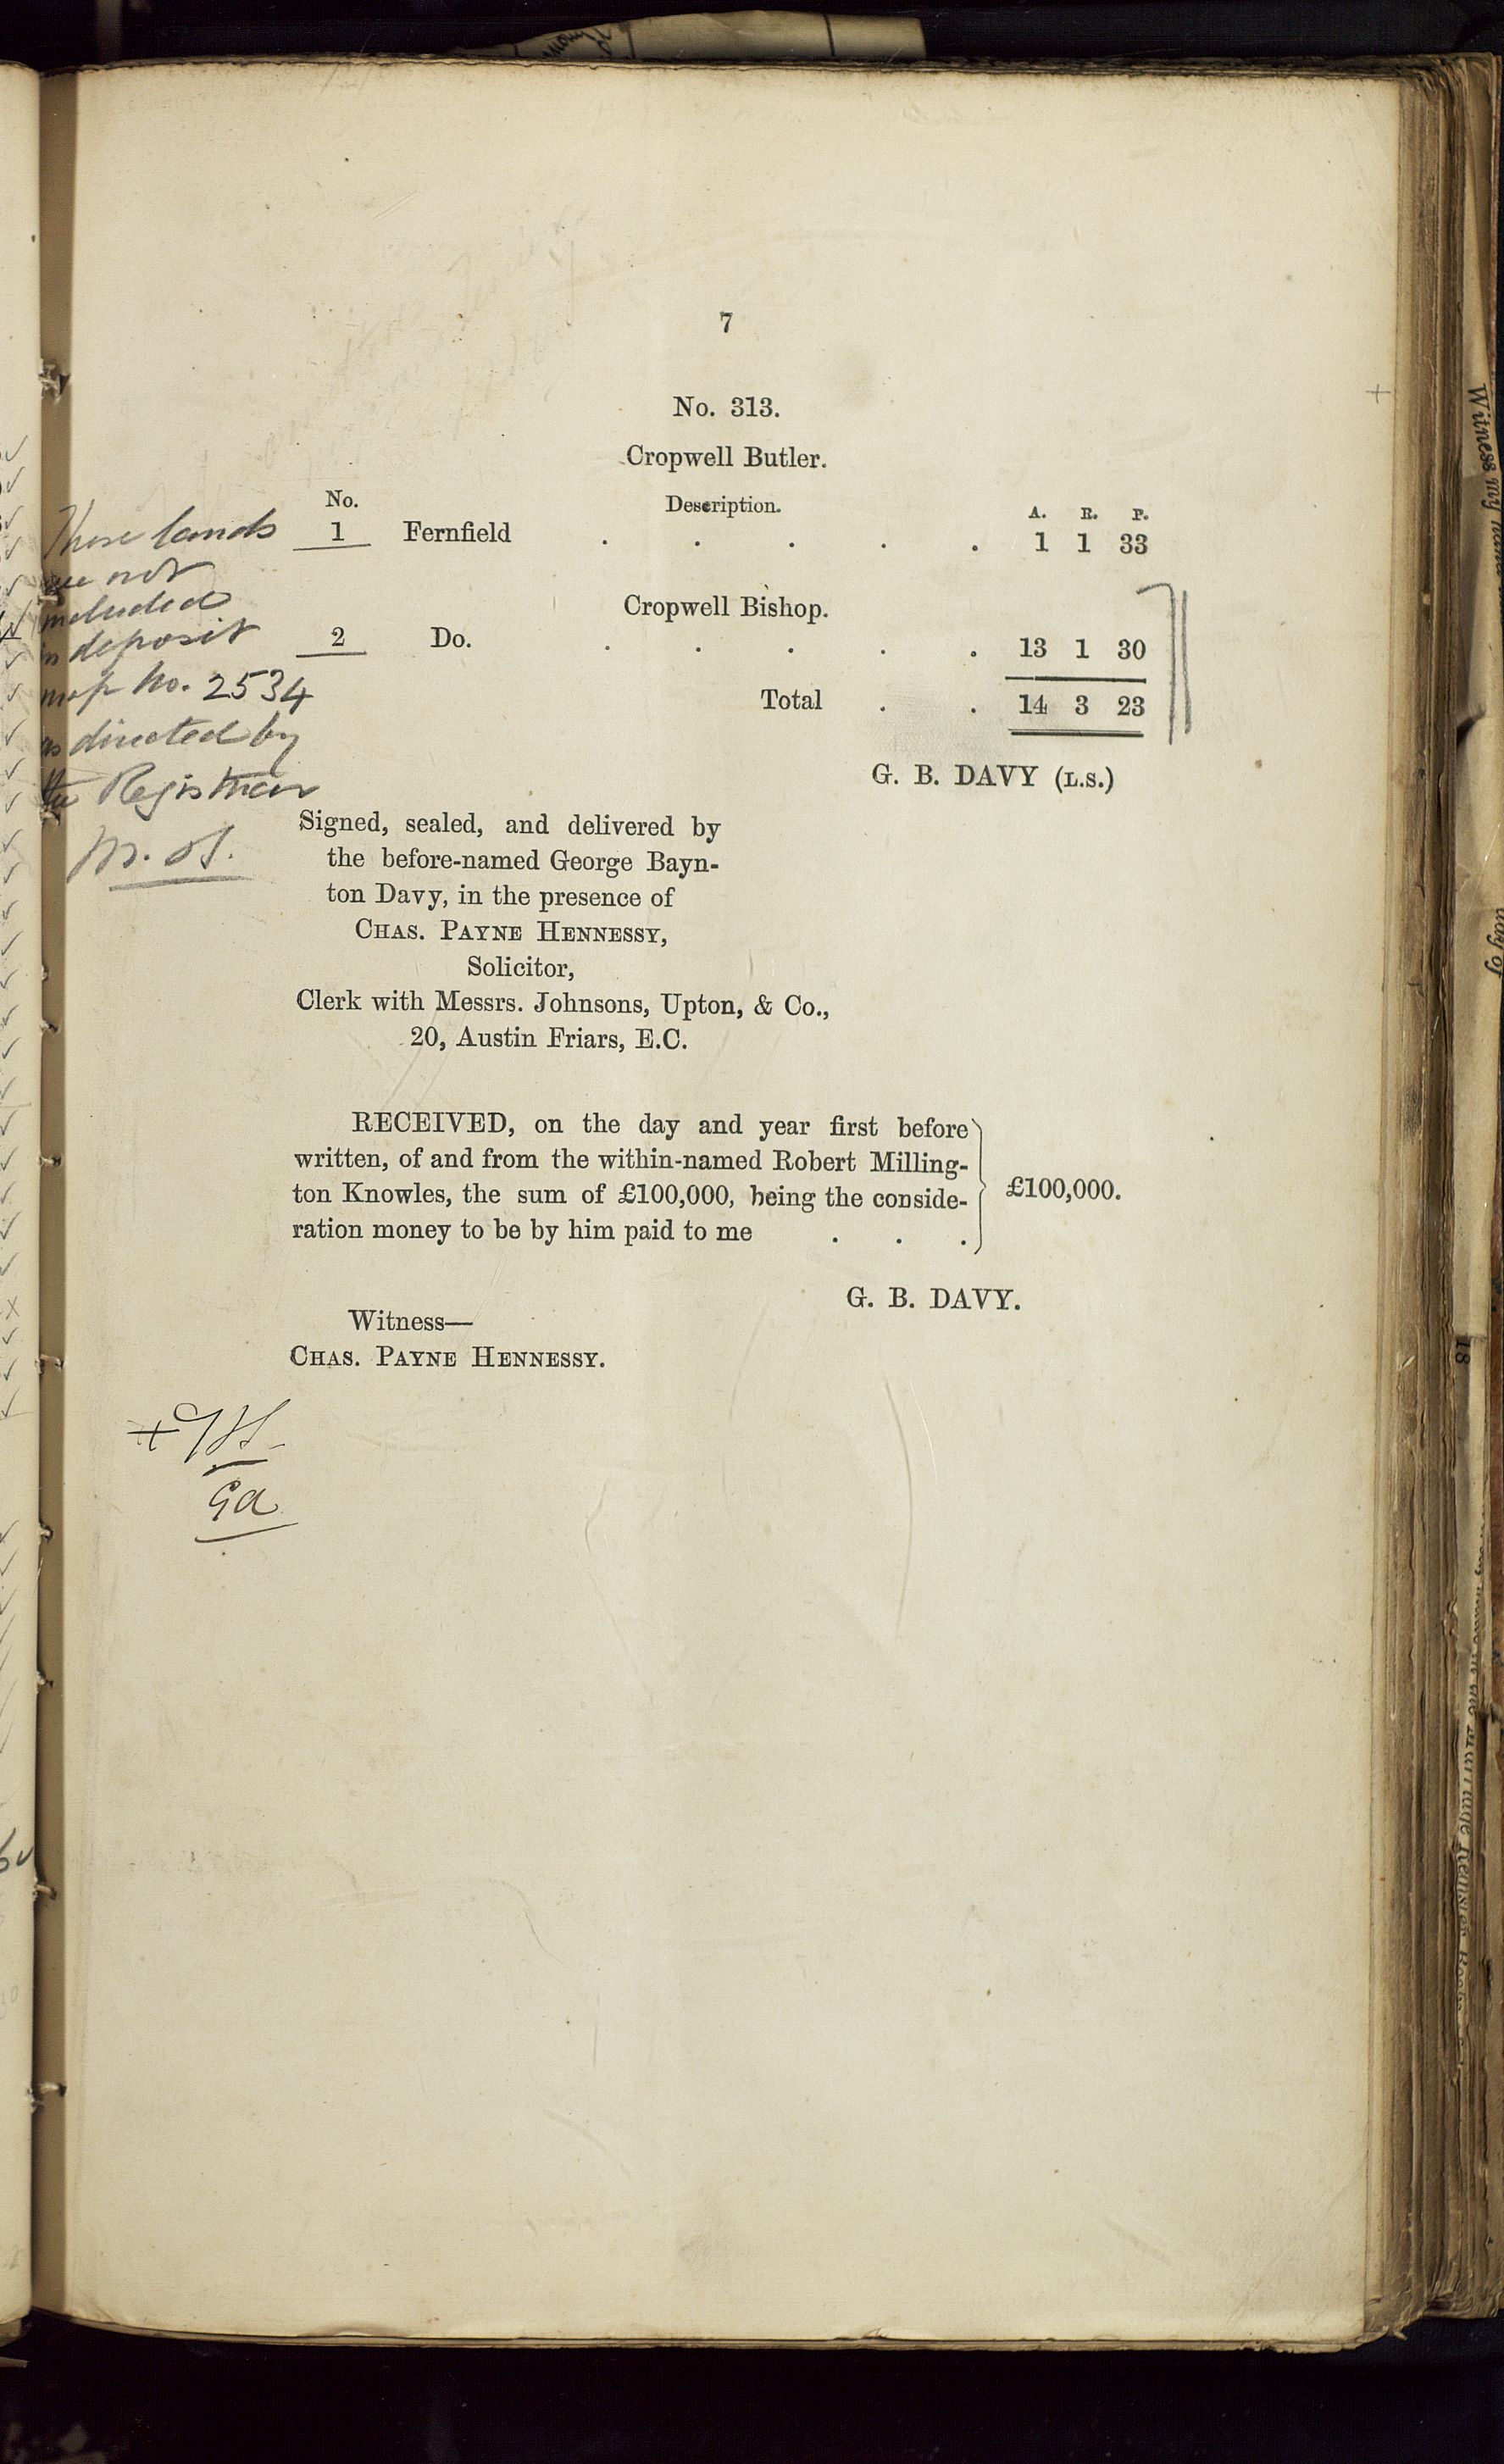 7
No. 313.
Cropwell Butler.
No. Description. A. R. P.
1 Fernfield . . . . . 1 1 33
Cropwell Bishop.
2 Do. . . . . . 13 1 30
Total . . 14 3 23
G. B. DAVY (L.S.)
These lands
are not
included
in deposit
map No. 2534
as directed by
the Registrar
Signed, sealed, and delivered by
the before-named George Bayn-
ton Davy, in the presence of
CHAS. PAYNE HENNESSY,
Solicitor,
Clerk with Messrs. Johnsons, Upton, & Co.,
20, Austin Friars, E.C.
RECEIVED, on the day and year first before
written, of and from the within-named Robert Milling-
ton Knowles, the sum of £100,000, being the conside-
ration money to be by him paid to me . . .
£100,000.
G. B. DAVY.
Witness—
CHAS. PAYNE HENNESSY.
Witness my
day of
18